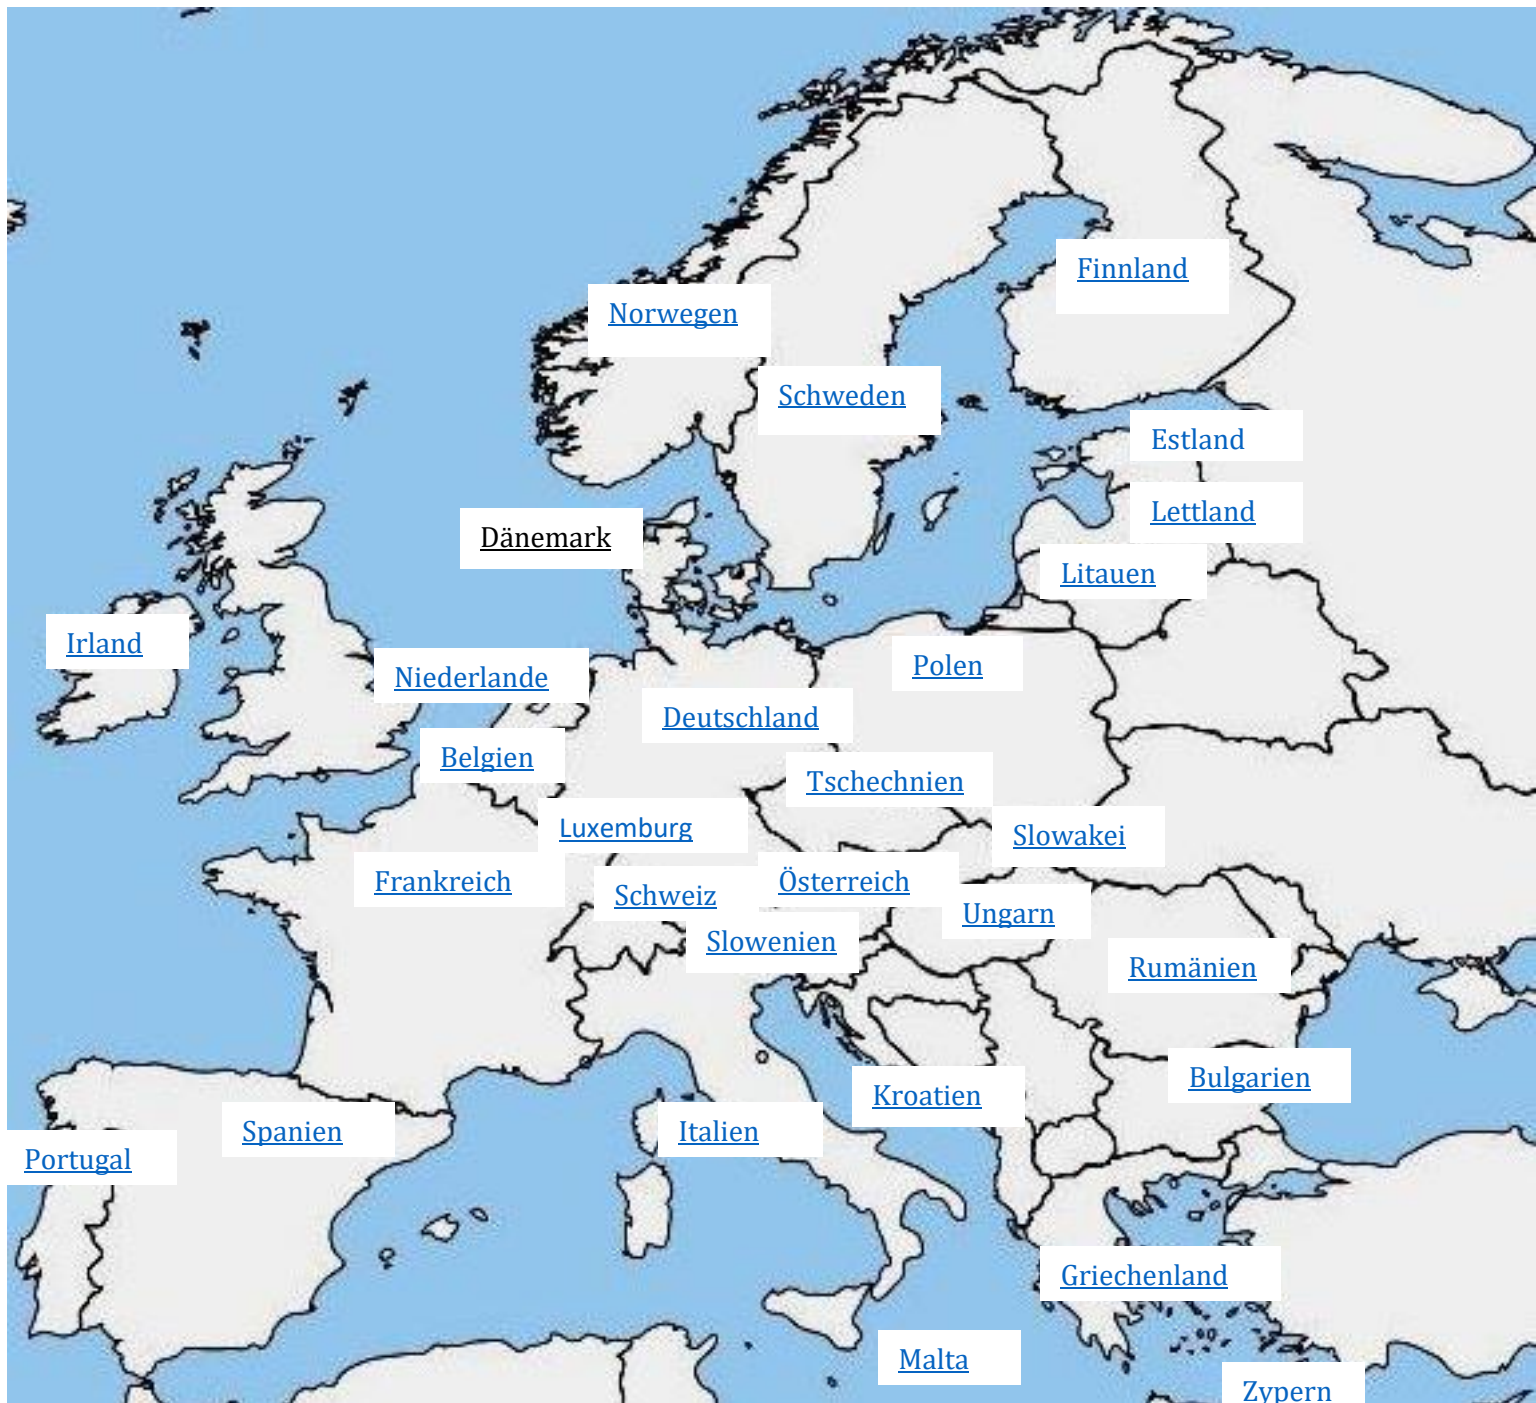 Finnland
Norwegen
Schweden
Estland
Lettland
Dänemark
Litauen
Irland
Polen
Niederlande
Deutschland
Belgien
Tschechnien
Luxemburg
Slowakei
Frankreich
Österreich
Schweiz
Ungarn
Slowenien
Rumänien
Bulgarien
Kroatien
Spanien
Italien
Portugal
Griechenland
Malta
Zypern